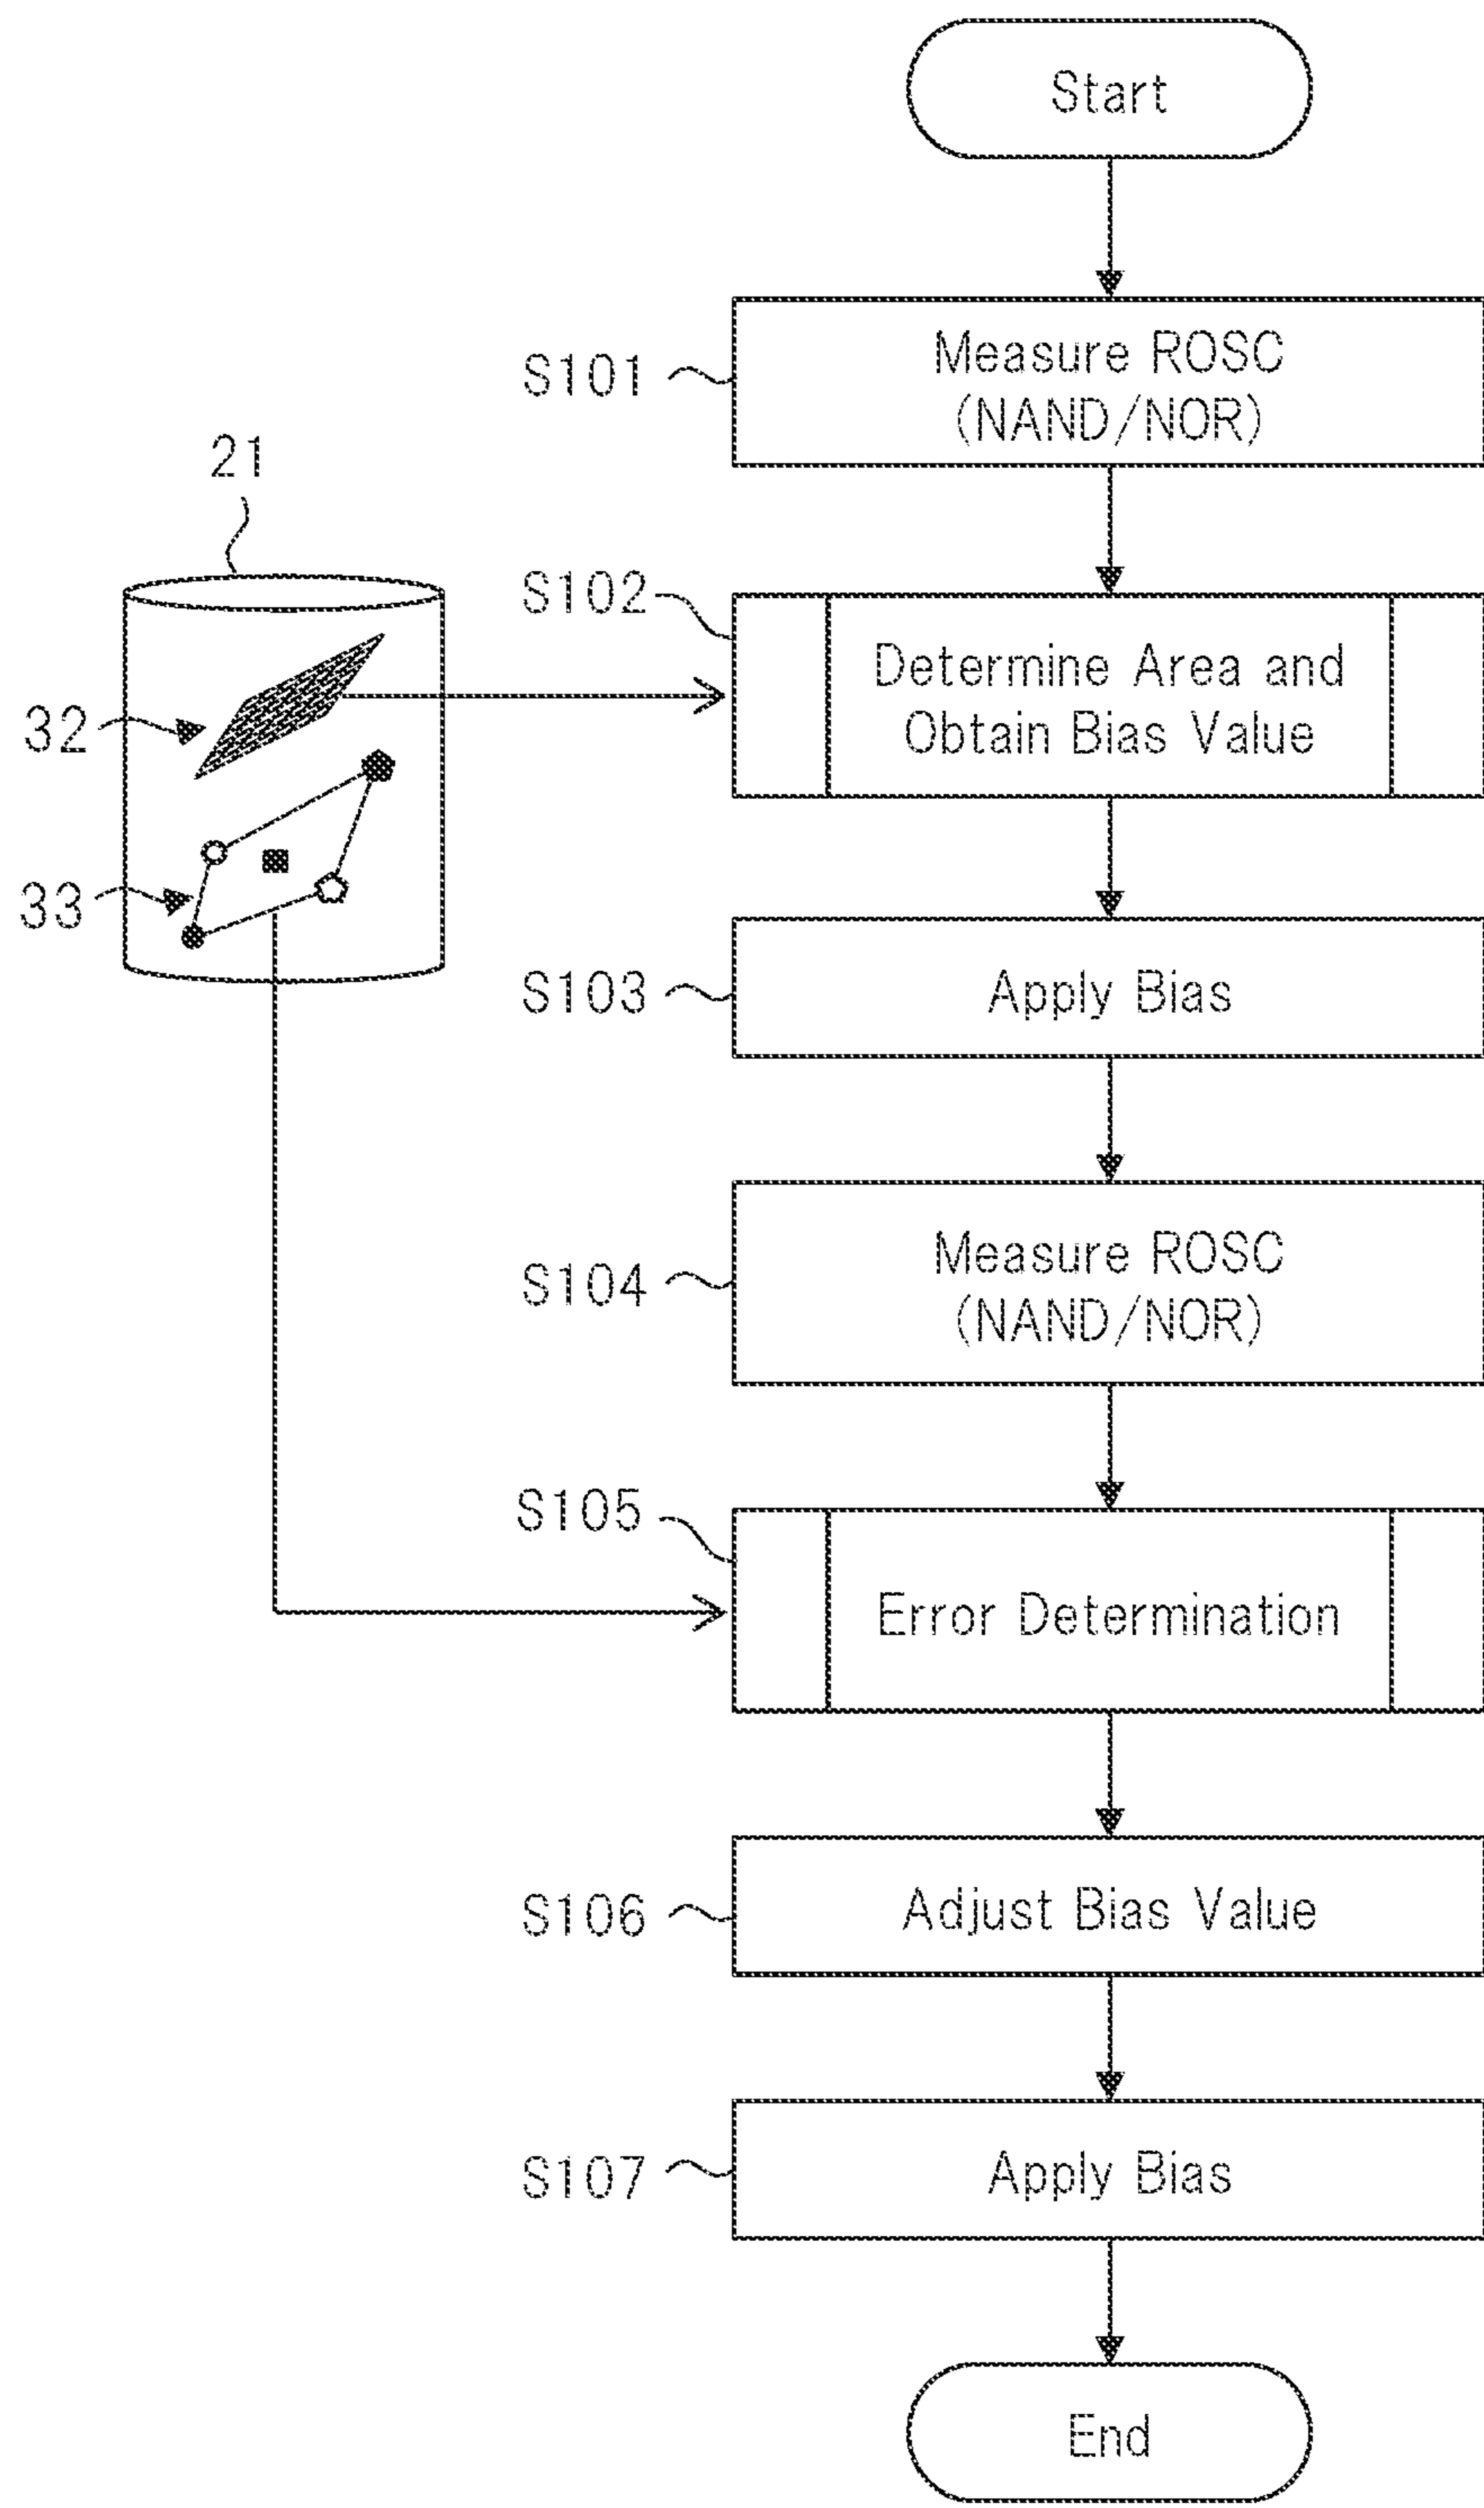 Start
S101
Measure ROSC
(NAND/NOR)
21
S102
Determine Area and
Obtain Bias Value
32
33
S103
Apply Bias
S104
Measure ROSC
(NAND/NOR)
S105
Error Determination
S106
Adjust Bias Value
S107
Apply Bias
End